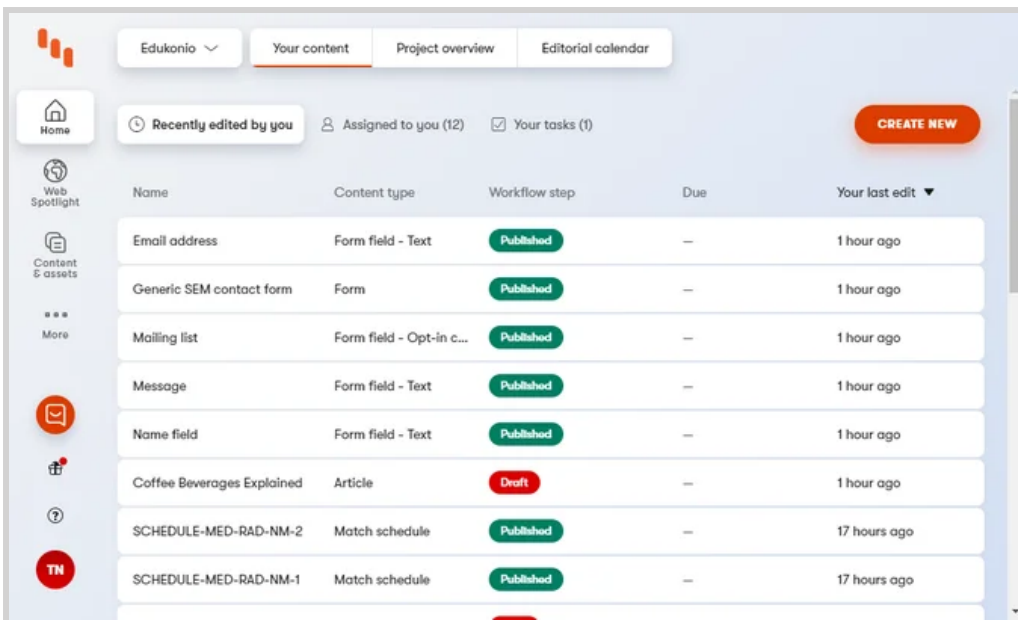 Edukonio
Your content
Project overview
Editorial calendar
Home
Web
Spotlight
Content
& assets
More
TN
Recently edited by you
Assigned to you (12)
Your tasks (1)
CREATE NEW
Name Content type Workflow step Due Your last edit
Email address Form field - Text Published — 1 hour ago
Generic SEM contact form Form Published — 1 hour ago
Mailing list Form field - Opt-in c... Published — 1 hour ago
Message Form field - Text Published — 1 hour ago
Name field Form field - Text Published — 1 hour ago
Coffee Beverages Explained Article Draft — 1 hour ago
SCHEDULE-MED-RAD-NM-2 Match schedule Published — 17 hours ago
SCHEDULE-MED-RAD-NM-1 Match schedule Published — 17 hours ago